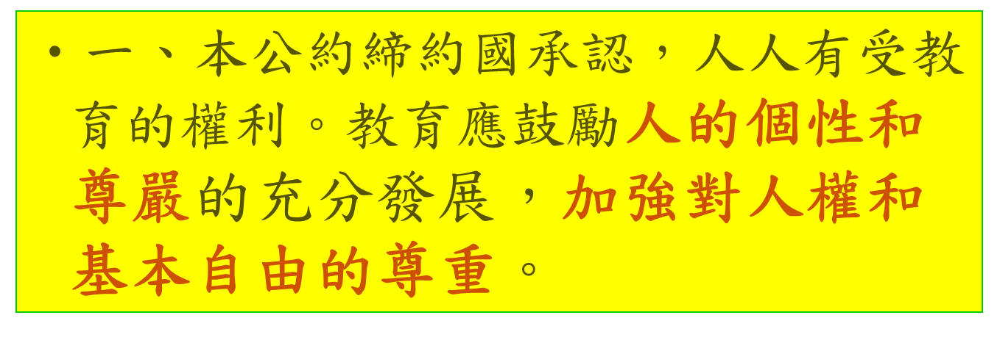 •一、本公約締約國承認，人人有受教
育的權利。教育應鼓勵人的個性和
尊嚴的充分發展，加強對人權和
基本自由的尊重。